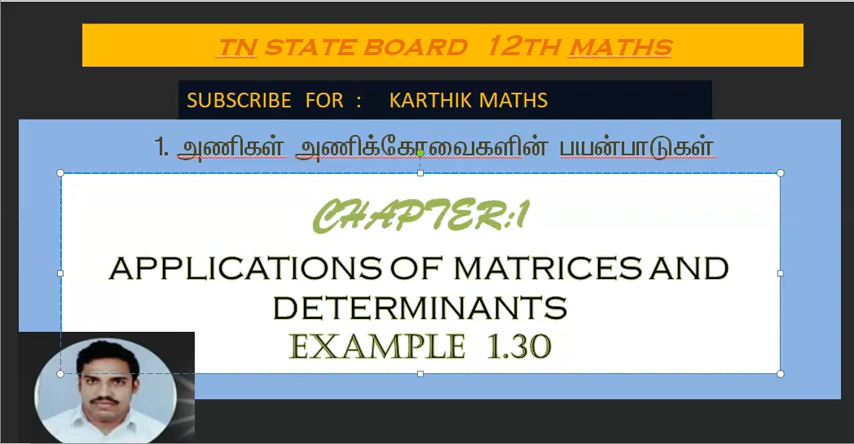 TN STATE BOARD 12TH MATHS
SUBSCRIBE FOR : KARTHIK MATHS
1. அணிகள் அணிக்கோவைகளின் பயன்பாடுகள்
CHAPTER:1
APPLICATIONS OF MATRICES AND
DETERMINANTS
EXAMPLE 1.30